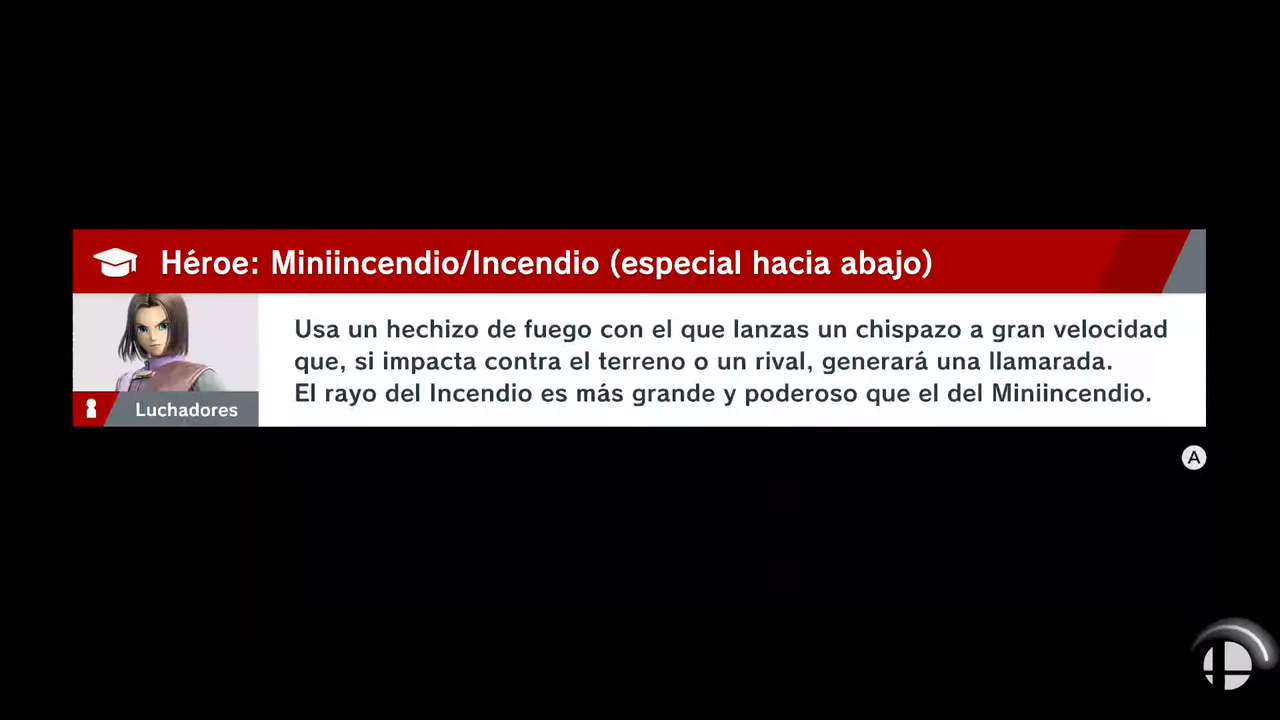 Héroe: Miniincendio/Incendio (especial hacia abajo)
Usa un hechizo de fuego con el que lanzas un chispazo a gran velocidad
que, si impacta contra el terreno o un rival, generará una llamarada.
El rayo del Incendio es más grande y poderoso que el del Miniincendio.
Luchadores
A